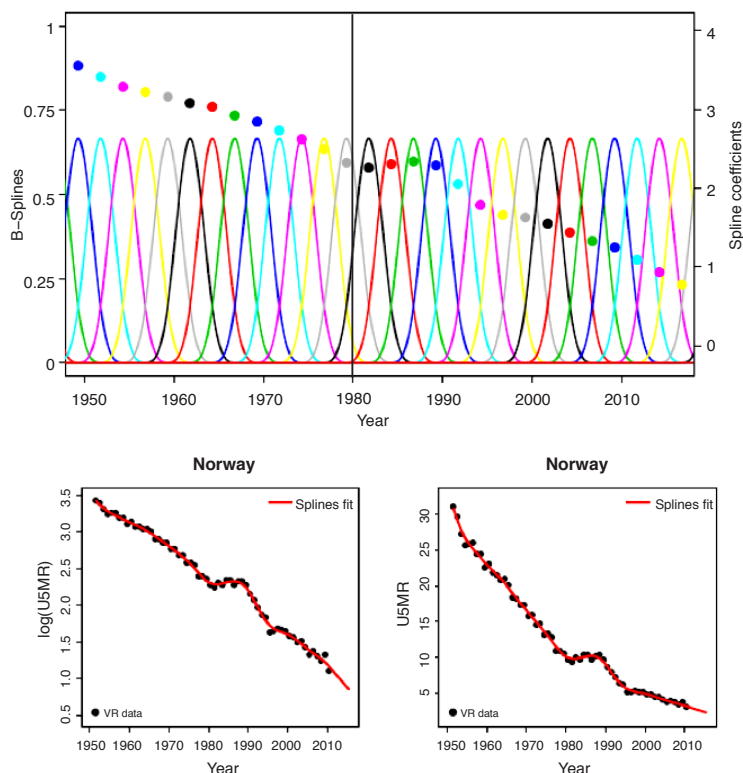 1
0.75
0.5
0.25
0
B–Splines
4
3
2
1
0
Spline coefficients
1950 1960 1970 1980 1990 2000 2010
Year
Norway
Splines fit
3.5
3.0
2.5
2.0
1.5
1.0
0.5
log(U5MR)
VR data
1950 1960 1970 1980 1990 2000 2010
Year
Norway
Splines fit
30
25
20
15
10
5
U5MR
VR data
1950 1960 1970 1980 1990 2000 2010
Year